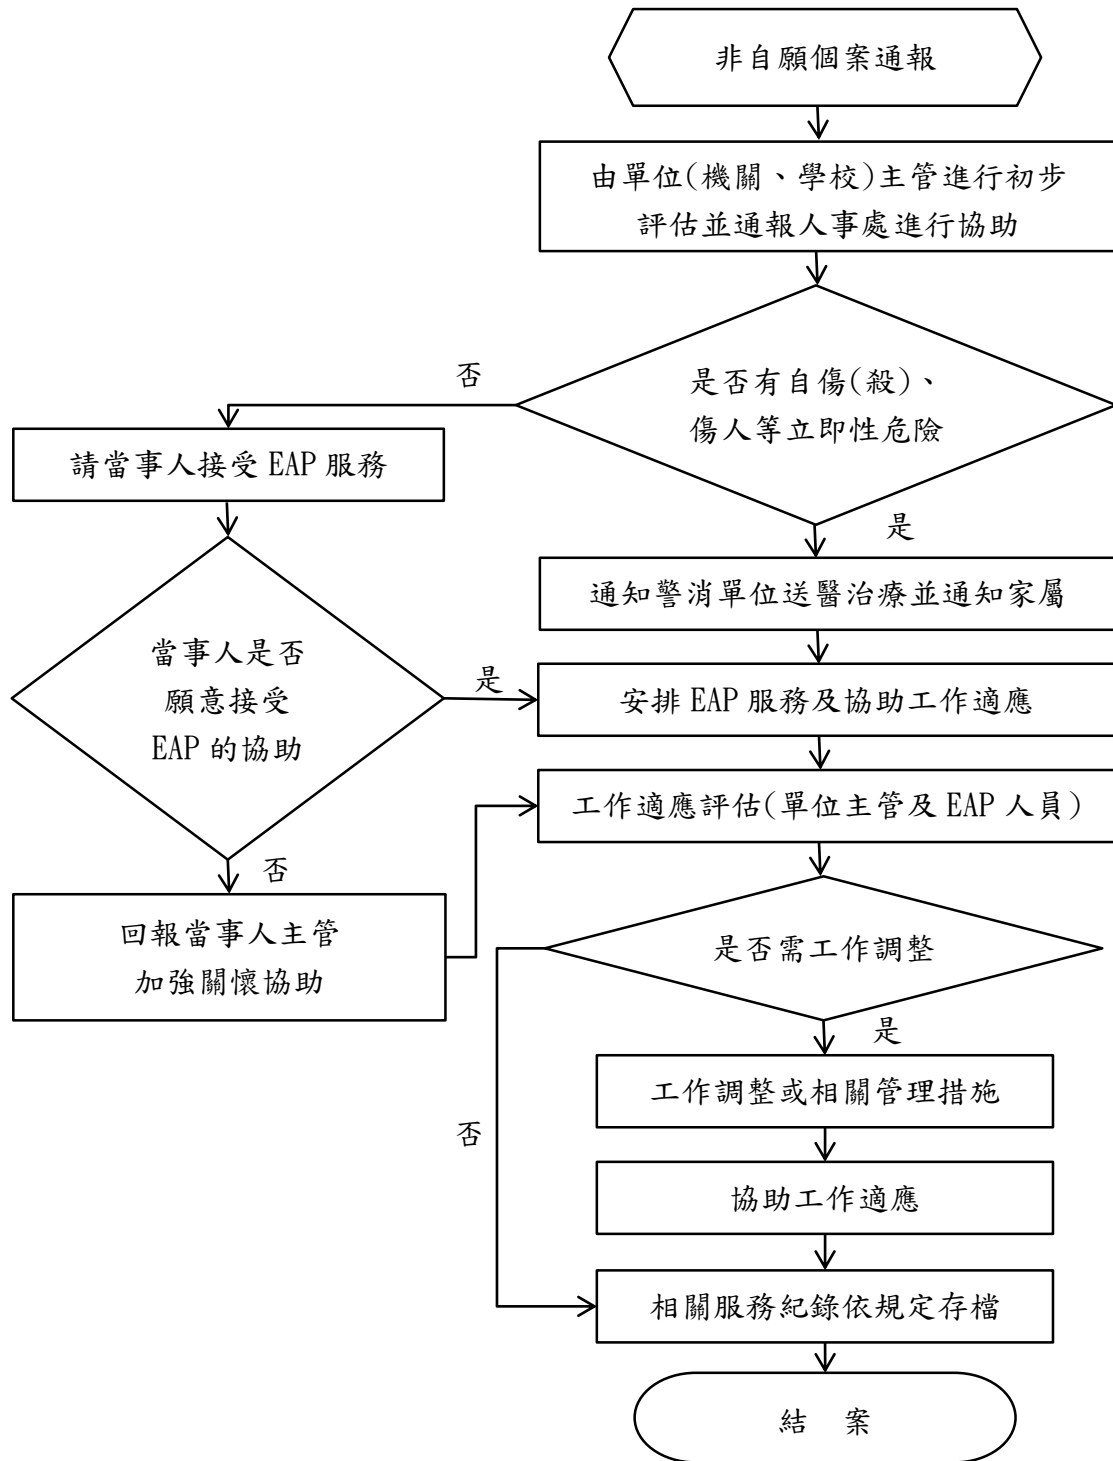 非自願個案通報
由單位(機關、學校)主管進行初步
評估並通報人事處進行協助
是否有自傷(殺)、
傷人等立即性危險
否
請當事人接受 EAP 服務
是
通知警消單位送醫治療並通知家屬
當事人是否
願意接受
EAP 的協助
是
安排 EAP 服務及協助工作適應
工作適應評估(單位主管及 EAP 人員)
否
回報當事人主管
加強關懷協助
是否需工作調整
是
工作調整或相關管理措施
否
協助工作適應
相關服務紀錄依規定存檔
結 案